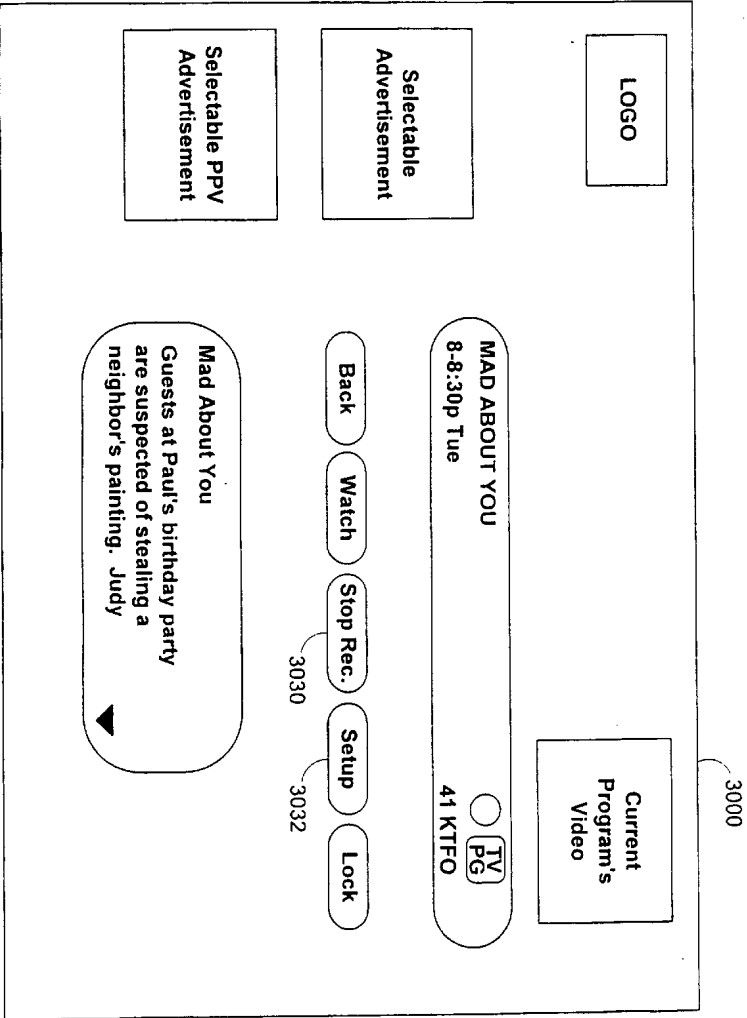 3000
LOGO
Current
Program's
Video
Selectable
Advertisement
Selectable PPV
Advertisement
MAD ABOUT YOU
TV
PG
8-8:30p Tue
41 KTFO
Back
Watch
Stop Rec.
Setup
Lock
3030
3032
Mad About You
Guests at Paul's birthday party
are suspected of stealing a
neighbor's painting. Judy